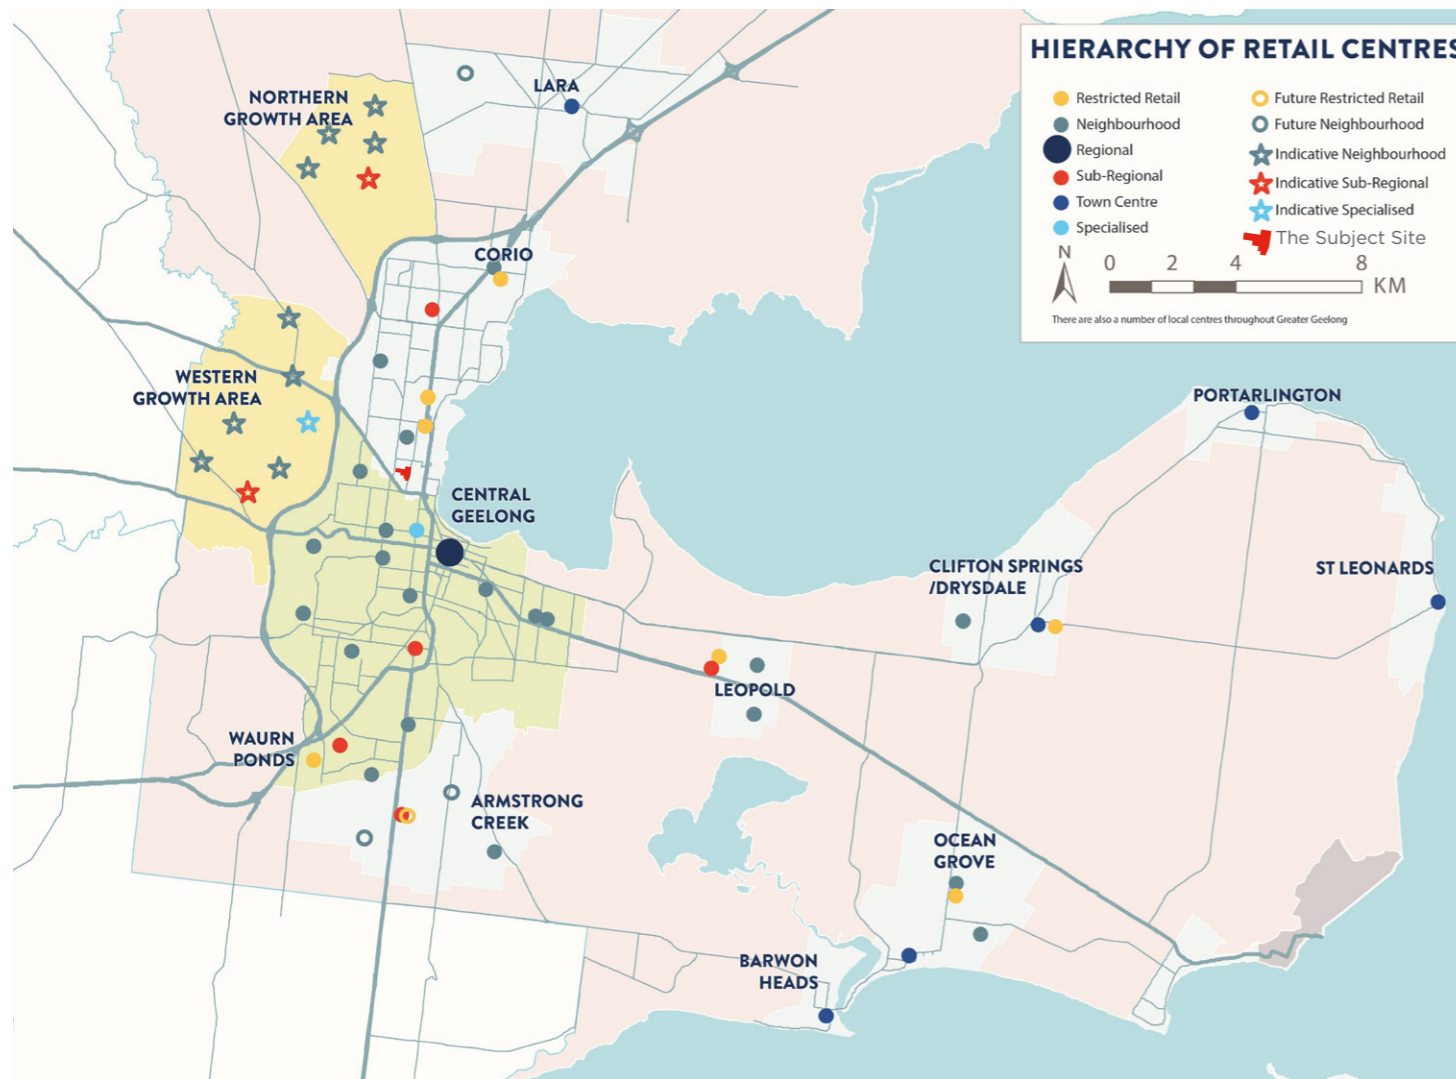 HIERARCHY OF RETAIL CENTRES
Restricted Retail
Neighbourhood
Regional
Sub-Regional
Town Centre
Specialised
Future Restricted Retail
Future Neighbourhood
Indicative Neighbourhood
Indicative Sub-Regional
Indicative Specialised
The Subject Site
N
0 2 4 8
KM
There are also a number of local centres throughout Greater Geelong
NORTHERN
GROWTH AREA
LARA
CORIO
WESTERN
GROWTH AREA
CENTRAL
GEELONG
PORTARLINGTON
CLIFTON SPRINGS
/DRYSDALE
ST LEONARDS
LEOPOLD
WAURN
PONDS
ARMSTRONG
CREEK
OCEAN
GROVE
BARWON
HEADS